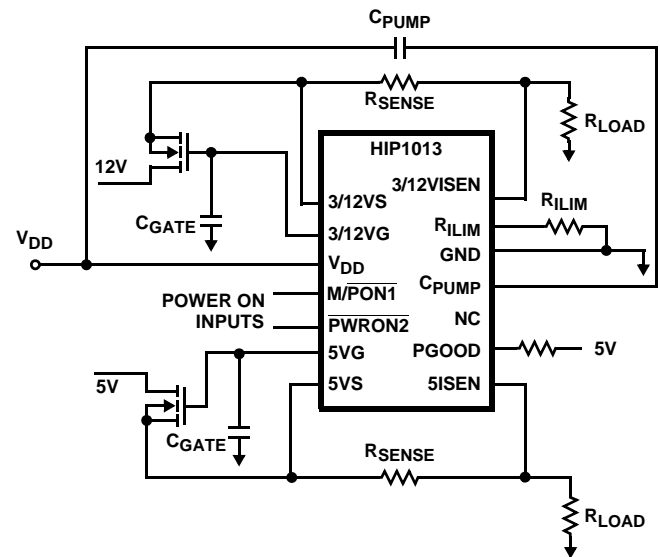 CPUMP
RSENSE
RLOAD
HIP1013
12V
3/12VISEN
3/12VS
RILIM
CGATE
3/12VG
RILIM
VDD
GND
VDD
CPUMP
M/PON1
POWER ON
INPUTS
PWRON2
NC
5VG
PGOOD
5V
5V
5VS
5ISEN
CGATE
RSENSE
RLOAD